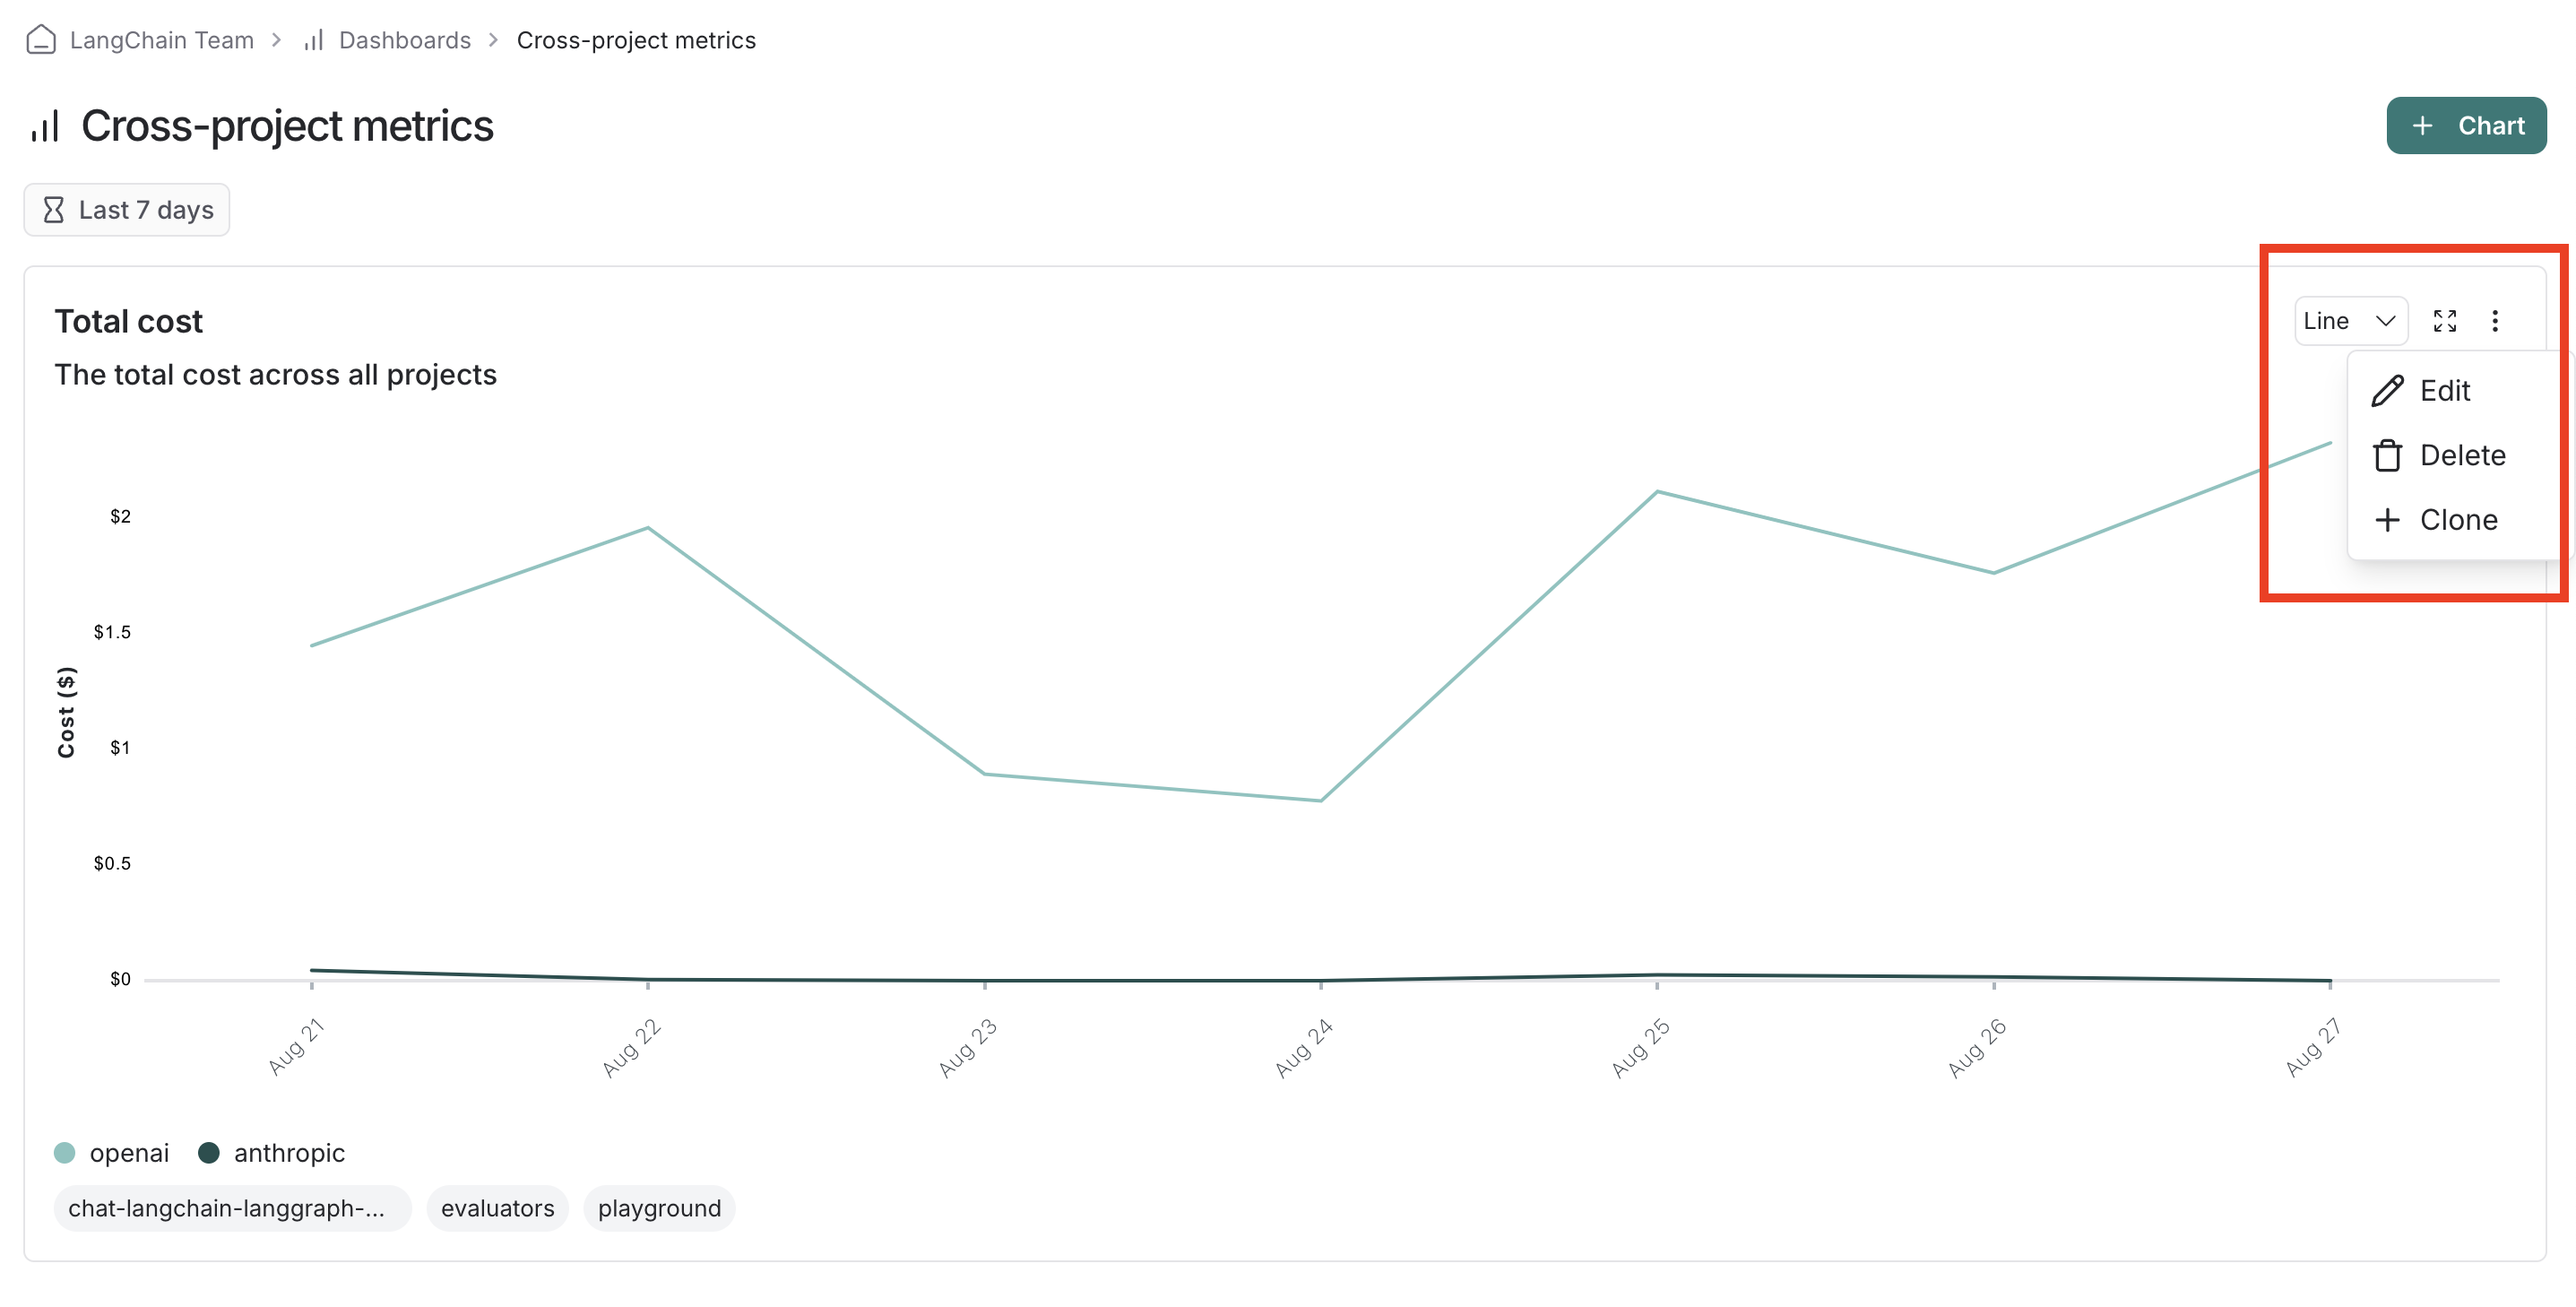 LangChain Team > Dashboards > Cross-project metrics
Cross-project metrics
+ Chart
Last 7 days
Total cost
Line
The total cost across all projects
Edit
Delete
+ Clone
Cost ($)
$2
$1.5
$1
$0.5
$0
Aug 21
Aug 22
Aug 23
Aug 24
Aug 25
Aug 26
Aug 27
openai
anthropic
chat-langchain-langgraph-...
evaluators
playground